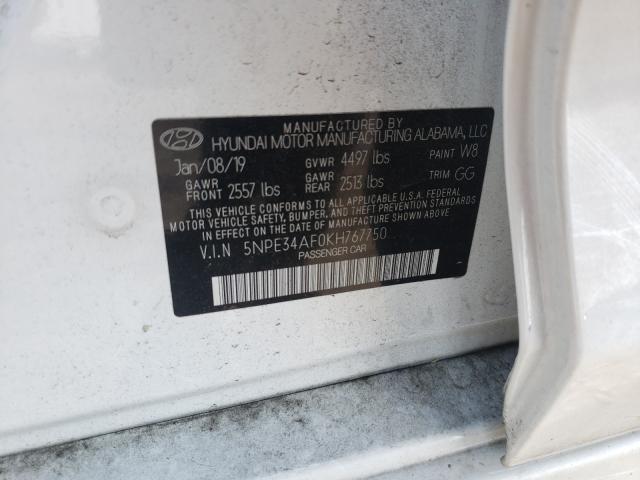 MANUFACTURED BY
HYUNDAI MOTOR MANUFACTURING ALABAMA, LLC
Jan/08/19 GVWR 4497 lbs PAINT W8
GAWR FRONT 2557 lbs GAWR REAR 2513 lbs TRIM GG
THIS VEHICLE CONFORMS TO ALL APPLICABLE U.S.A. FEDERAL
MOTOR VEHICLE SAFETY, BUMPER, AND THEFT PREVENTION
STANDARDS IN EFFECT ON THE DATE OF MANUFACTURE SHOWN ABOVE.
V.I.N 5NPE34AF0KH767750
PASSENGER CAR